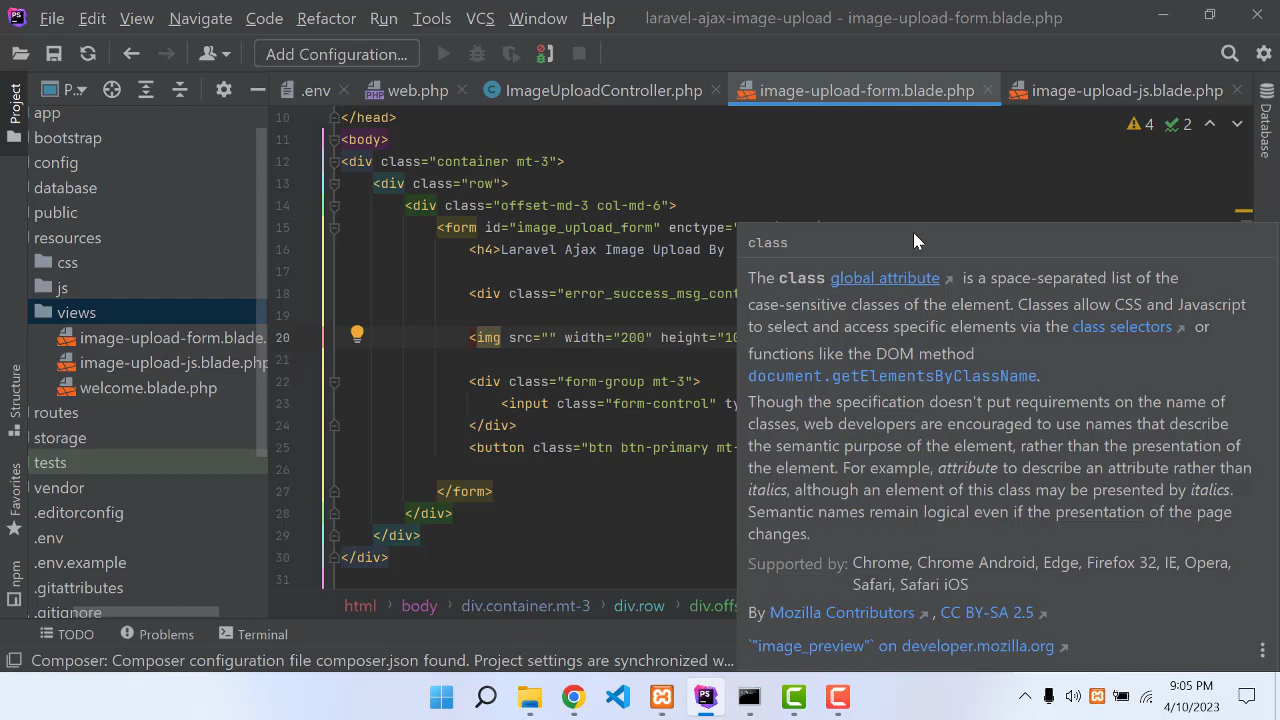 File Edit View Navigate Code Refactor Run Tools VCS Window Help laravel-ajax-image-upload - image-upload-form.blade.php
Add Configuration...
Project
P..
.env
web.php
ImageUploadController.php
image-upload-form.blade.php
image-upload-js.blade.php
Database
4 2
app
bootstrap
config
database
public
resources
css
js
views
image-upload-form.blade.
image-upload-js.blade.php
welcome.blade.php
routes
storage
tests
vendor
.editorconfig
.env
.env.example
.gitattributes
.gitignore
Structure
Favorites
npm
10 </head>
11 <body>
12 <div class="container mt-3">
13 <div class="row">
14 <div class="offset-md-3 col-md-6">
15 <form id="image_upload_form" enctype="
16 <h4>Laravel Ajax Image Upload By
17
18 <div class="error_success_msg_cont
19
20 <img src="" width="200" height="10
21
22 <div class="form-group mt-3">
23 <input class="form-control" ty
24 </div>
25 <button class="btn btn-primary mt-
26
27 </form>
28 </div>
29 </div>
30 </div>
31
class
The class global attribute is a space-separated list of the
case-sensitive classes of the element. Classes allow CSS and Javascript
to select and access specific elements via the class selectors or
functions like the DOM method
document.getElementsByClassName.
Though the specification doesn't put requirements on the name of
classes, web developers are encouraged to use names that describe
the semantic purpose of the element, rather than the presentation of
the element. For example, attribute to describe an attribute rather than
italics, although an element of this class may be presented by italics.
Semantic names remain logical even if the presentation of the page
changes.
Supported by: Chrome, Chrome Android, Edge, Firefox 32, IE, Opera,
Safari, Safari iOS
By Mozilla Contributors , CC BY-SA 2.5
`"image_preview"` on developer.mozilla.org
html body div.container.mt-3 div.row div.offs
TODO Problems Terminal
Composer: Composer configuration file composer.json found. Project settings are synchronized w...
9:05 PM
4/10/2023